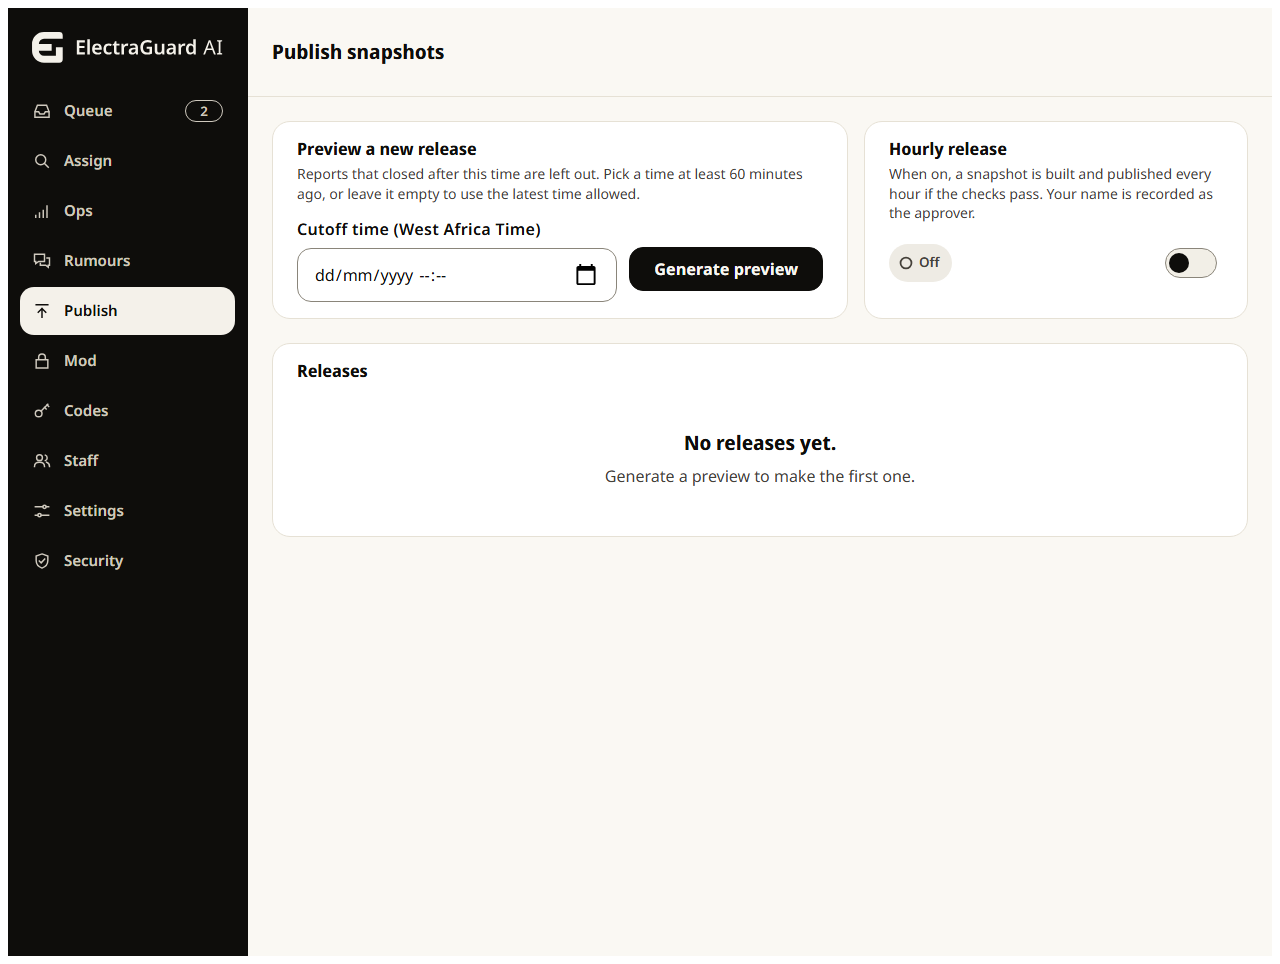 ElectraGuard AI
Queue 2
Assign
Ops
Rumours
Publish
Mod
Codes
Staff
Settings
Security
Publish snapshots
Preview a new release
Reports that closed after this time are left out. Pick a time at least 60 minutes
ago, or leave it empty to use the latest time allowed.
Cutoff time (West Africa Time)
dd/mm/yyyy --:--
Generate preview
Hourly release
When on, a snapshot is built and published every
hour if the checks pass. Your name is recorded as
the approver.
Off
Releases
No releases yet.
Generate a preview to make the first one.